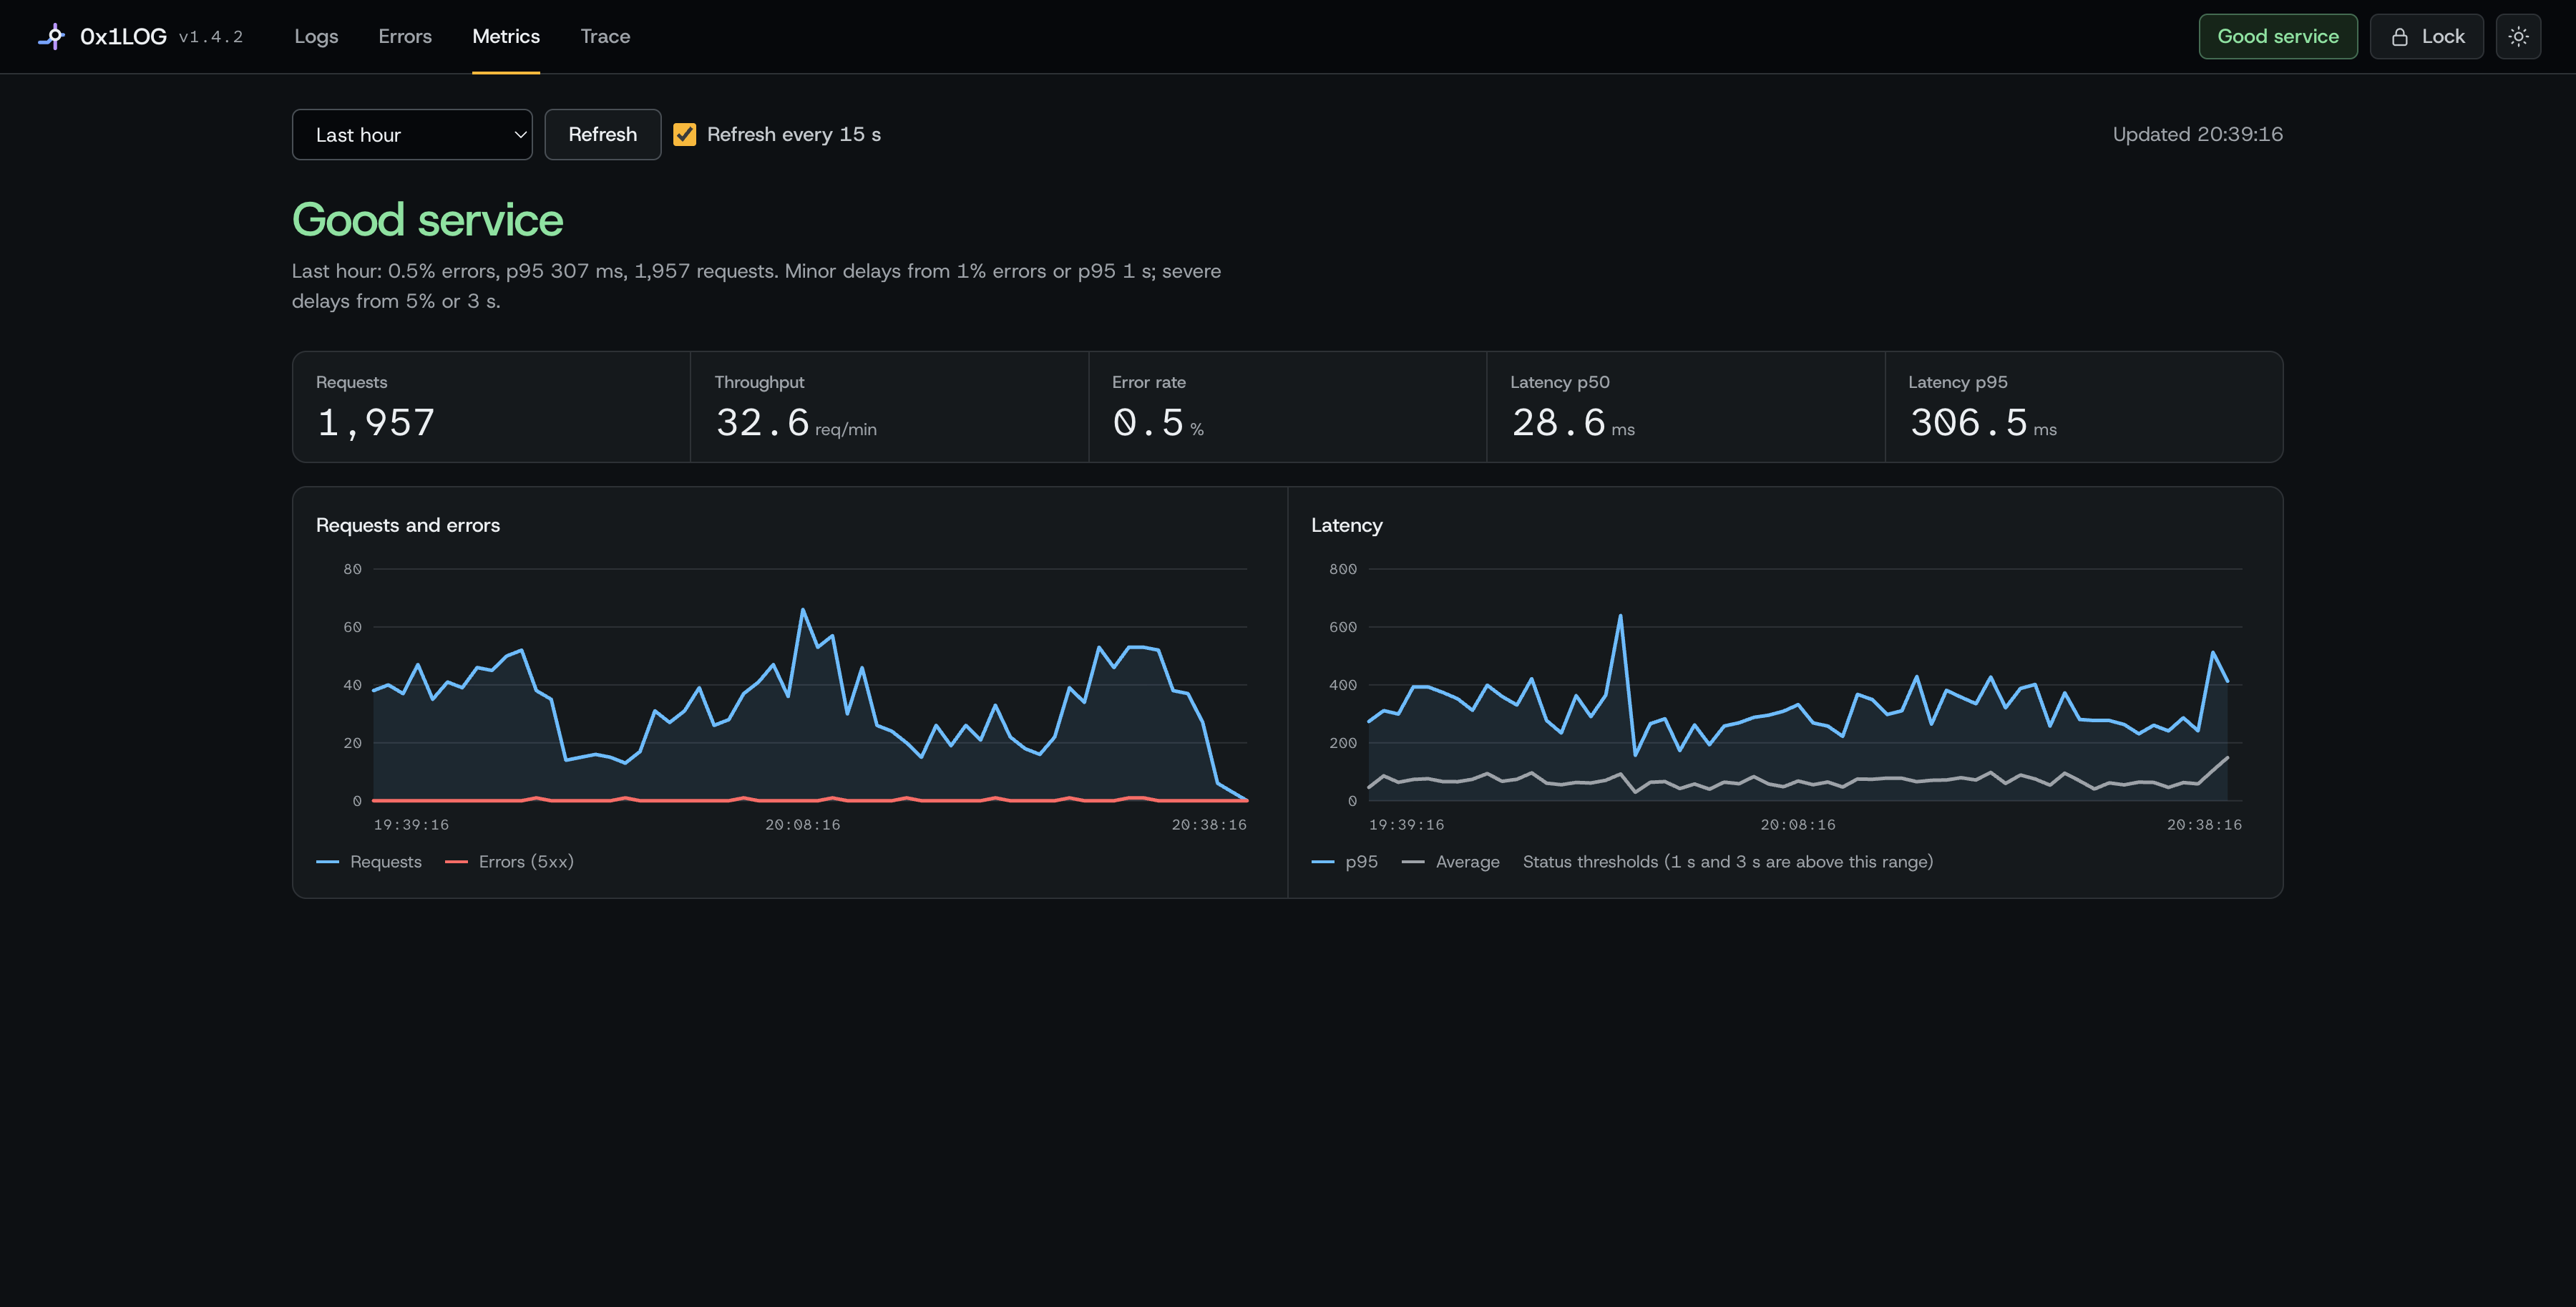 0x1LOG v1.4.2 Logs Errors Metrics Trace Good service Lock
Last hour Refresh Refresh every 15 s Updated 20:39:16
Good service
Last hour: 0.5% errors, p95 307 ms, 1,957 requests. Minor delays from 1% errors or p95 1 s; severe
delays from 5% or 3 s.
Requests
1,957
Throughput
32.6 req/min
Error rate
0.5 %
Latency p50
28.6 ms
Latency p95
306.5 ms
Requests and errors
80
60
40
20
0
19:39:16 20:08:16 20:38:16
Requests Errors (5xx)
Latency
800
600
400
200
0
19:39:16 20:08:16 20:38:16
p95 Average Status thresholds (1 s and 3 s are above this range)